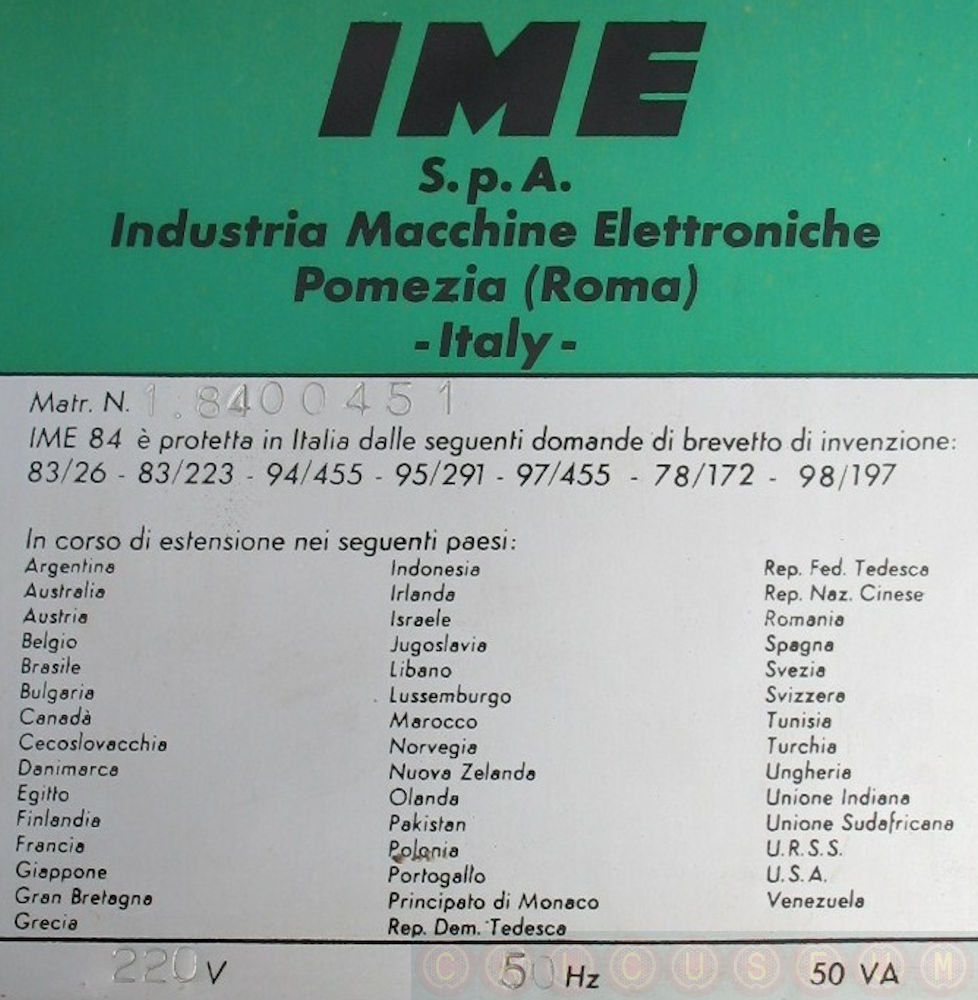 IME
S.p.A.
Industria Macchine Elettroniche
Pomezia (Roma)
-Italy-
Matr. N. 1.8400451
IME 84 è protetta in Italia dalle seguenti domande di brevetto di invenzione:
83/26 - 83/223 - 94/455 - 95/291 - 97/455 - 78/172 - 98/197
In corso di estensione nei seguenti paesi:
Argentina
Australia
Austria
Belgio
Brasile
Bulgaria
Canadà
Cecoslovacchia
Danimarca
Egitto
Finlandia
Francia
Giappone
Gran Bretagna
Grecia
Indonesia
Irlanda
Israele
Jugoslavia
Libano
Lussemburgo
Marocco
Norvegia
Nuova Zelanda
Olanda
Pakistan
Polonia
Portogallo
Principato di Monaco
Rep. Dem. Tedesca
Rep. Fed. Tedesca
Rep. Naz. Cinese
Romania
Spagna
Svezia
Svizzera
Tunisia
Turchia
Ungheria
Unione Indiana
Unione Sudafricana
U.R.S.S.
U.S.A.
Venezuela
220 V 50 Hz 50 VA
CALCUSEUM